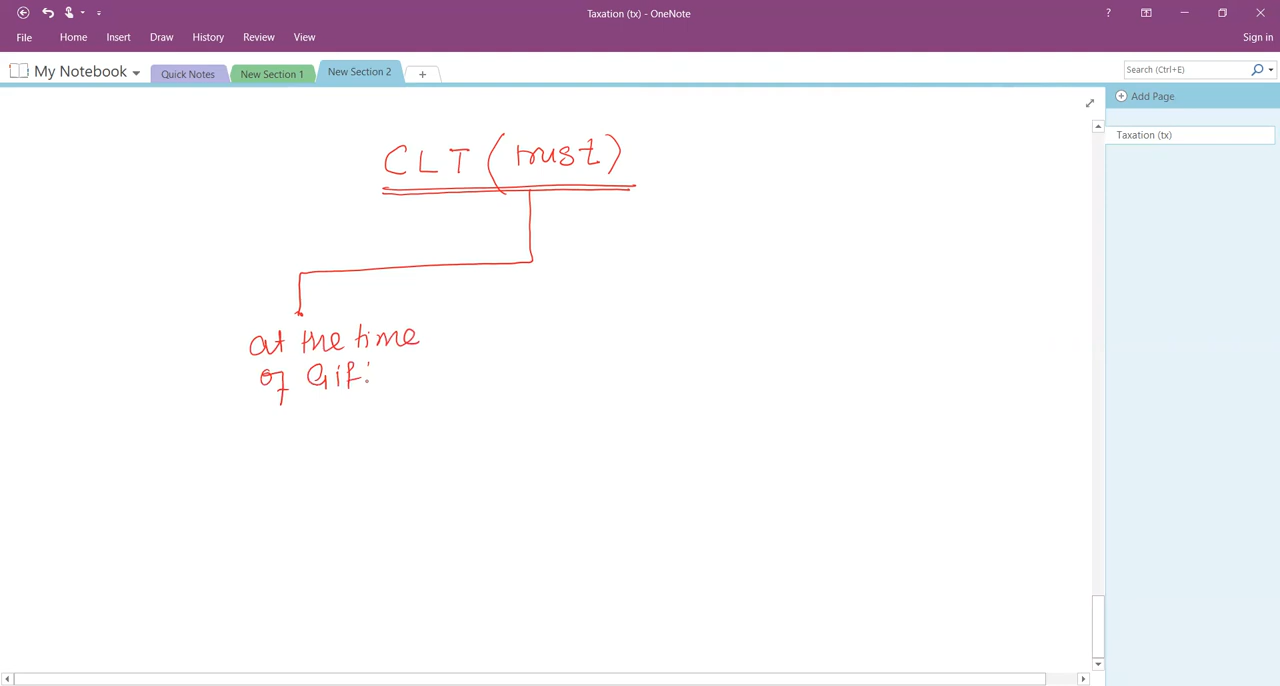 Taxation (tx) - OneNote
?
File Home Insert Draw History Review View Sign in
My Notebook Quick Notes New Section 1 New Section 2 +
Search (Ctrl+E)
Add Page
Taxation (tx)
CLT (trust)
at the time
of Gif